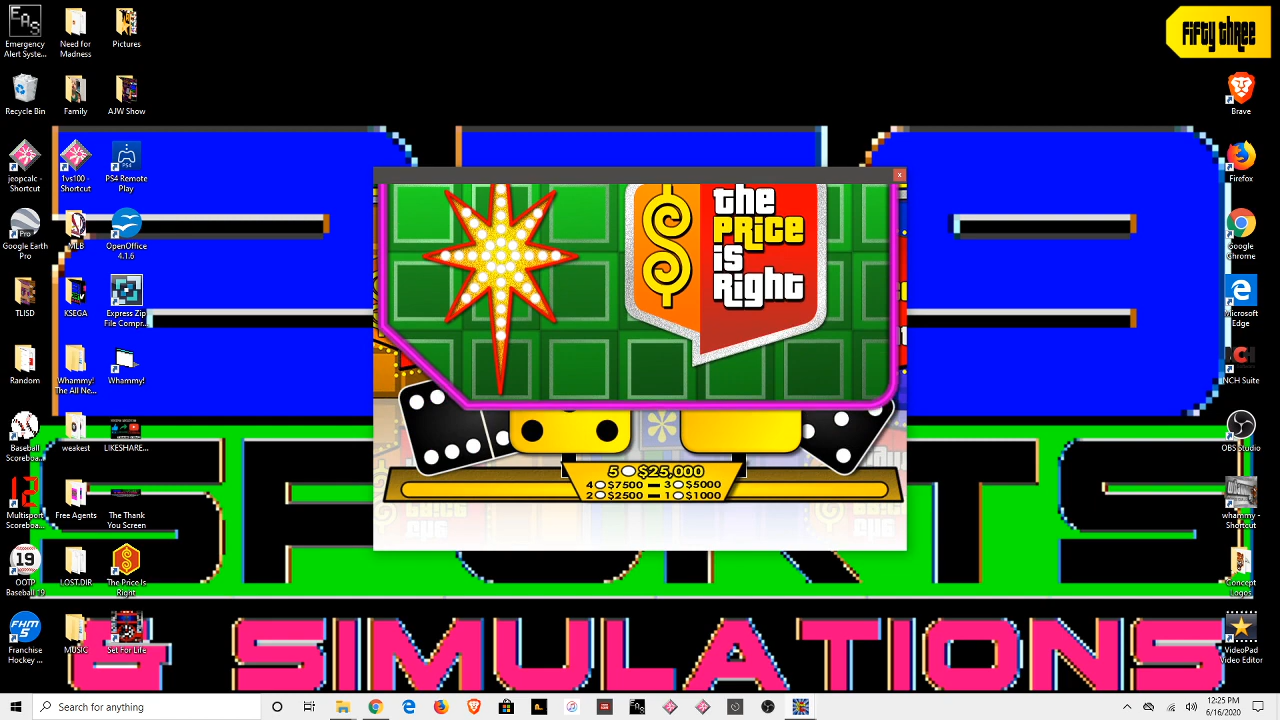 Emergency
Alert Syste...
Need for
Madness
Pictures
Recycle Bin
Family
AJW Show
jeopcalc -
Shortcut
1vs100 -
Shortcut
PS4 Remote
Play
Google Earth
Pro
MLB
OpenOffice
4.1.6
TLISD
KSEGA
Express Zip
File Compr...
Random
Whammy!
The All Ne...
Whammy!
Baseball
Scoreboa...
weakest
LIKESHARE...
Multisport
Scoreboa...
Free Agents
The Thank
You Screen
OOTP
Baseball 19
LOST.DIR
The Price Is
Right
Franchise
Hockey ...
MUSIC
Set For Life
FIFTY THREE
Brave
Firefox
Google
Chrome
Microsoft
Edge
NCH Suite
OBS Studio
whammy -
Shortcut
Concept
Logos
VideoPad
Video Editor
the
PRICE
is
Right
5 $25,000
4 $7500 3 $5000
2 $2500 1 $1000
SPORTS
& SIMULATIONS
Search for anything
12:25 PM
6/16/2020